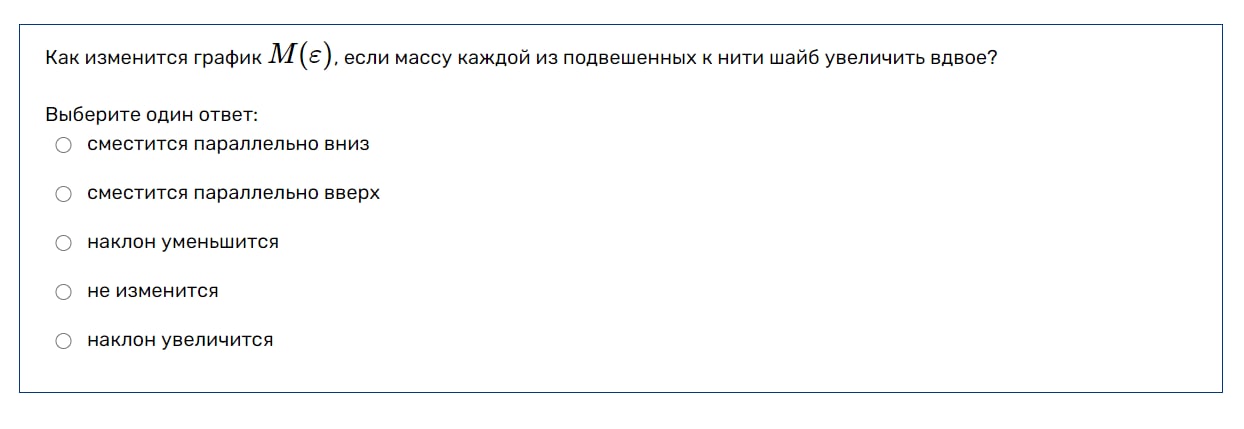 Как изменится график M(ε), если массу каждой из подвешенных к нити шайб увеличить вдвое?
Выберите один ответ:
сместится параллельно вниз
сместится параллельно вверх
наклон уменьшится
не изменится
наклон увеличится